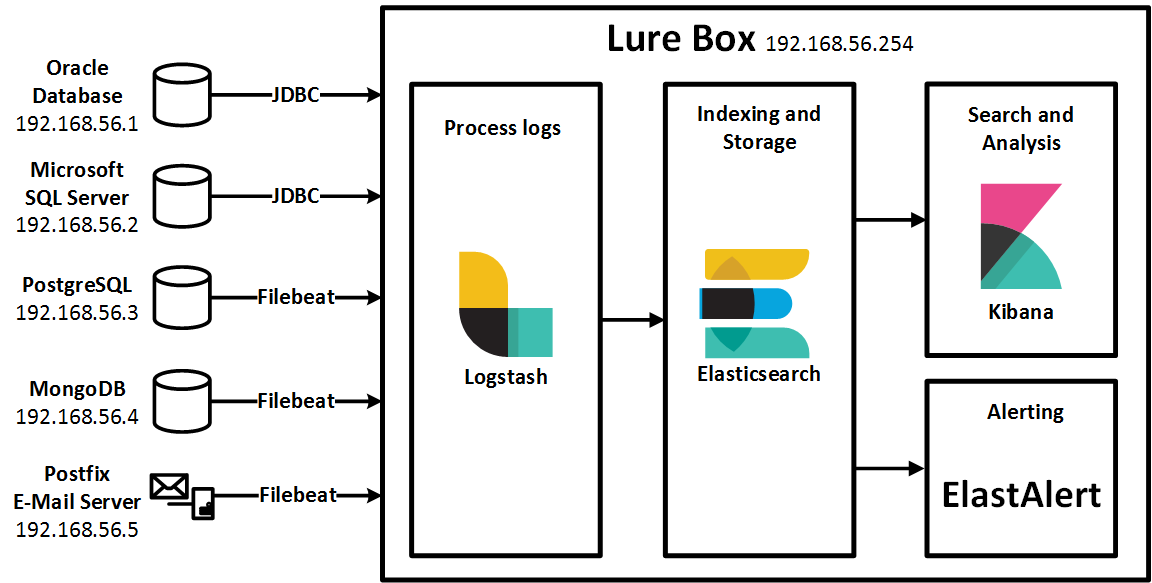 Lure Box 192.168.56.254
Oracle
Database
192.168.56.1
JDBC
Microsoft
SQL Server
192.168.56.2
JDBC
PostgreSQL
192.168.56.3
Filebeat
MongoDB
192.168.56.4
Filebeat
Postfix
E-Mail Server
192.168.56.5
Filebeat
Process logs
Logstash
Indexing and
Storage
Elasticsearch
Search and
Analysis
Kibana
Alerting
ElastAlert